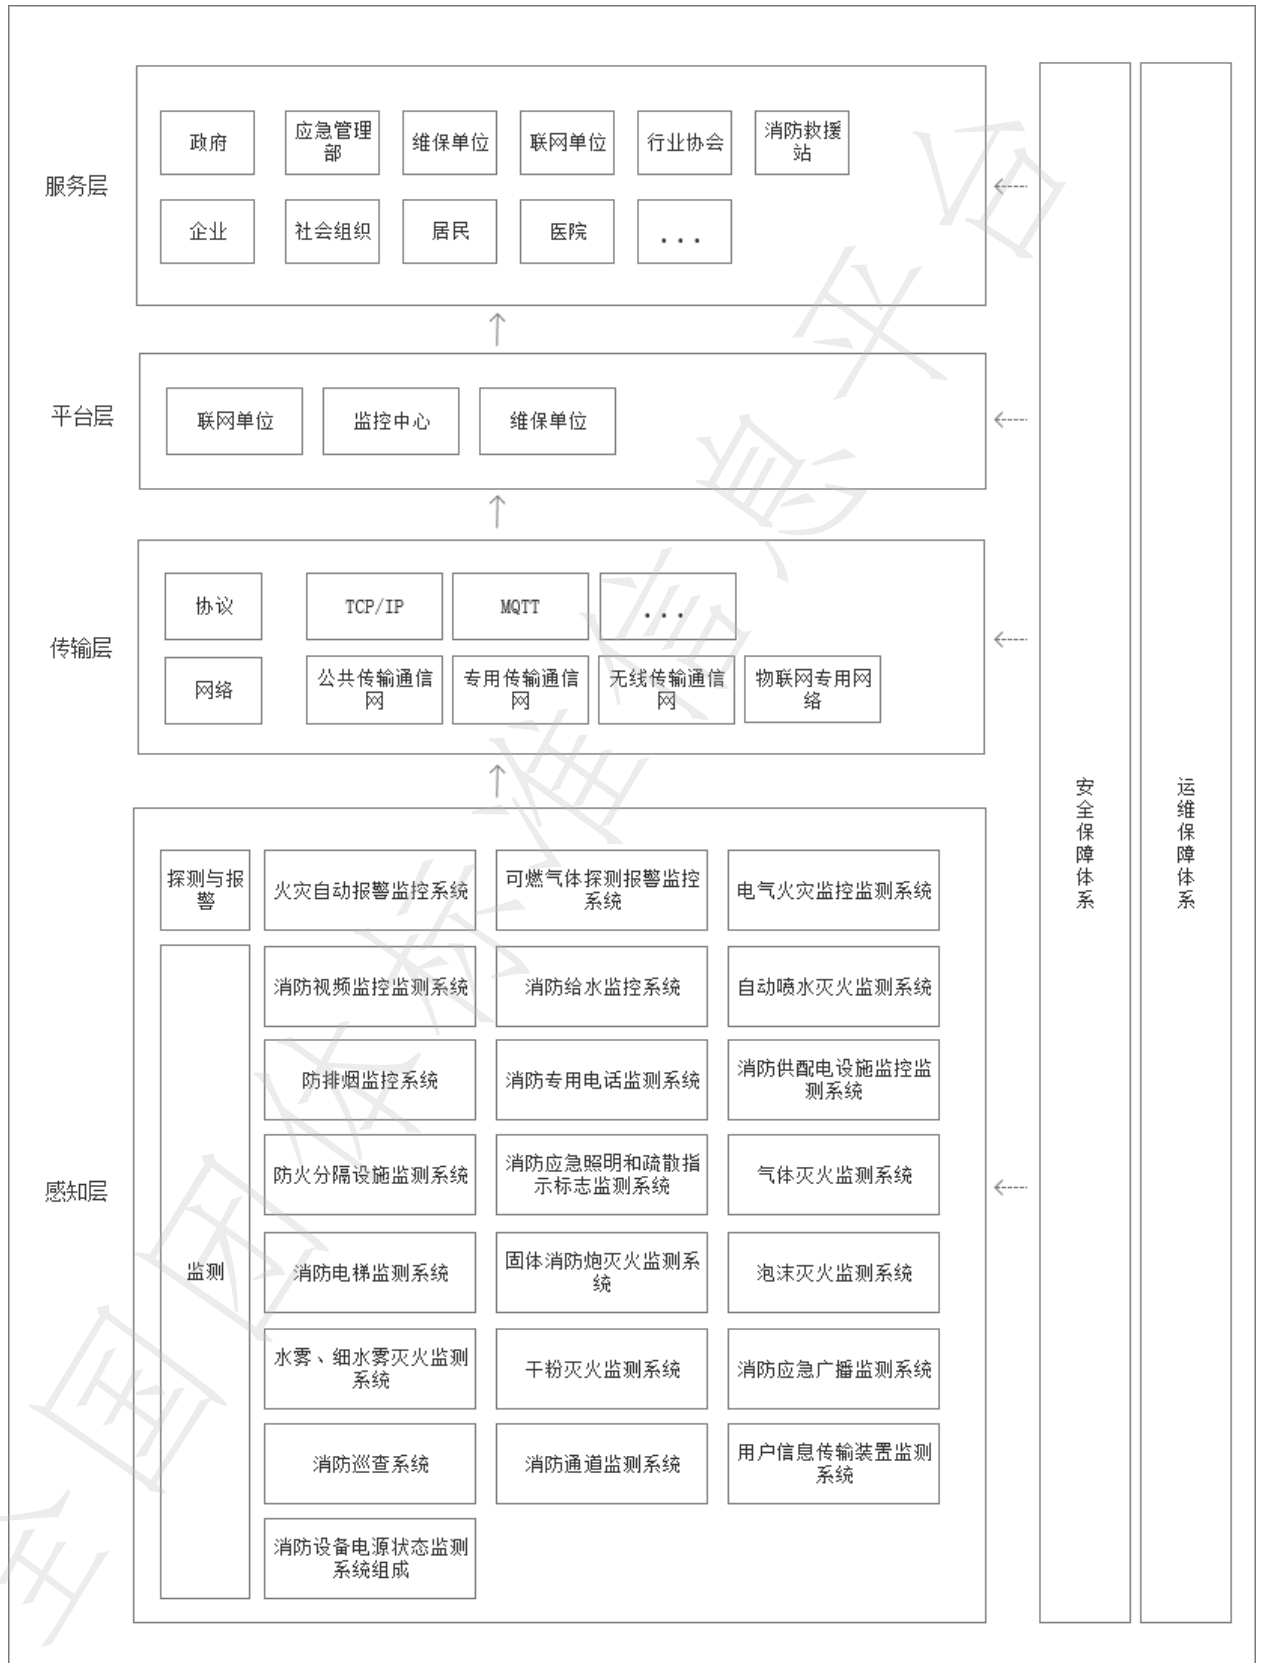 服务层
政府
应急管理
部
维保单位
联网单位
行业协会
消防救援
站
企业
社会组织
居民
医院
...
平台层
联网单位
监控中心
维保单位
传输层
协议
TCP/IP
MQTT
...
网络
公共传输通信
网
专用传输通信
网
无线传输通信
网
物联网专用网
络
感知层
探测与报
警
火灾自动报警监控系统
可燃气体探测报警监控
系统
电气火灾监控监测系统
监测
消防视频监控监测系统
消防给水监控系统
自动喷水灭火监测系统
防排烟监控系统
消防专用电话监测系统
消防供配电设施监控监
测系统
防火分隔设施监测系统
消防应急照明和疏散指
示标志监测系统
气体灭火监测系统
消防电梯监测系统
固体消防炮灭火监测系
统
泡沫灭火监测系统
水雾、细水雾灭火监测
系统
干粉灭火监测系统
消防应急广播监测系统
消防巡查系统
消防通道监测系统
用户信息传输装置监测
系统
消防设备电源状态监测
系统组成
安全保障体系
运维保障体系
全国团体标准信息平台